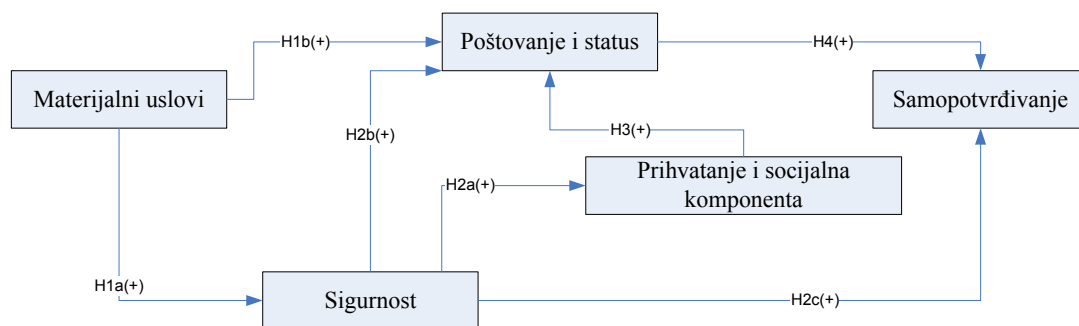 Poštovanje i status
H1b(+)
H4(+)
Materijalni uslovi
Samopotvrđivanje
H2b(+)
H3(+)
Prihvatanje i socijalna
komponenta
H2a(+)
H1a(+)
Sigurnost
H2c(+)